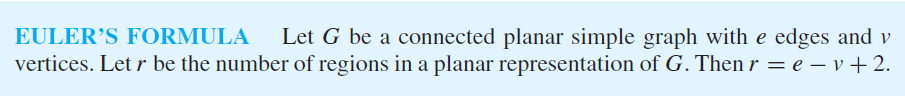 EULER’S FORMULA Let G be a connected planar simple graph with e edges and v
vertices. Let r be the number of regions in a planar representation of G. Then r = e − v + 2.